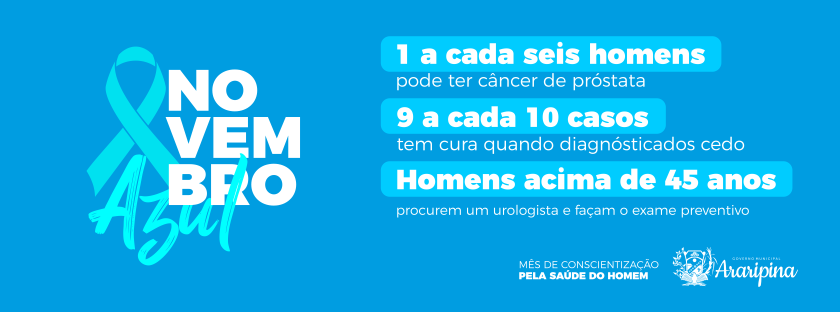 NO
VEM
BRO
Azul
1 a cada seis homens
pode ter câncer de próstata
9 a cada 10 casos
tem cura quando diagnósticados cedo
Homens acima de 45 anos
procurem um urologista e façam o exame preventivo
MÊS DE CONSCIENTIZAÇÃO
PELA SAÚDE DO HOMEM
GOVERNO MUNICIPAL
Araripina